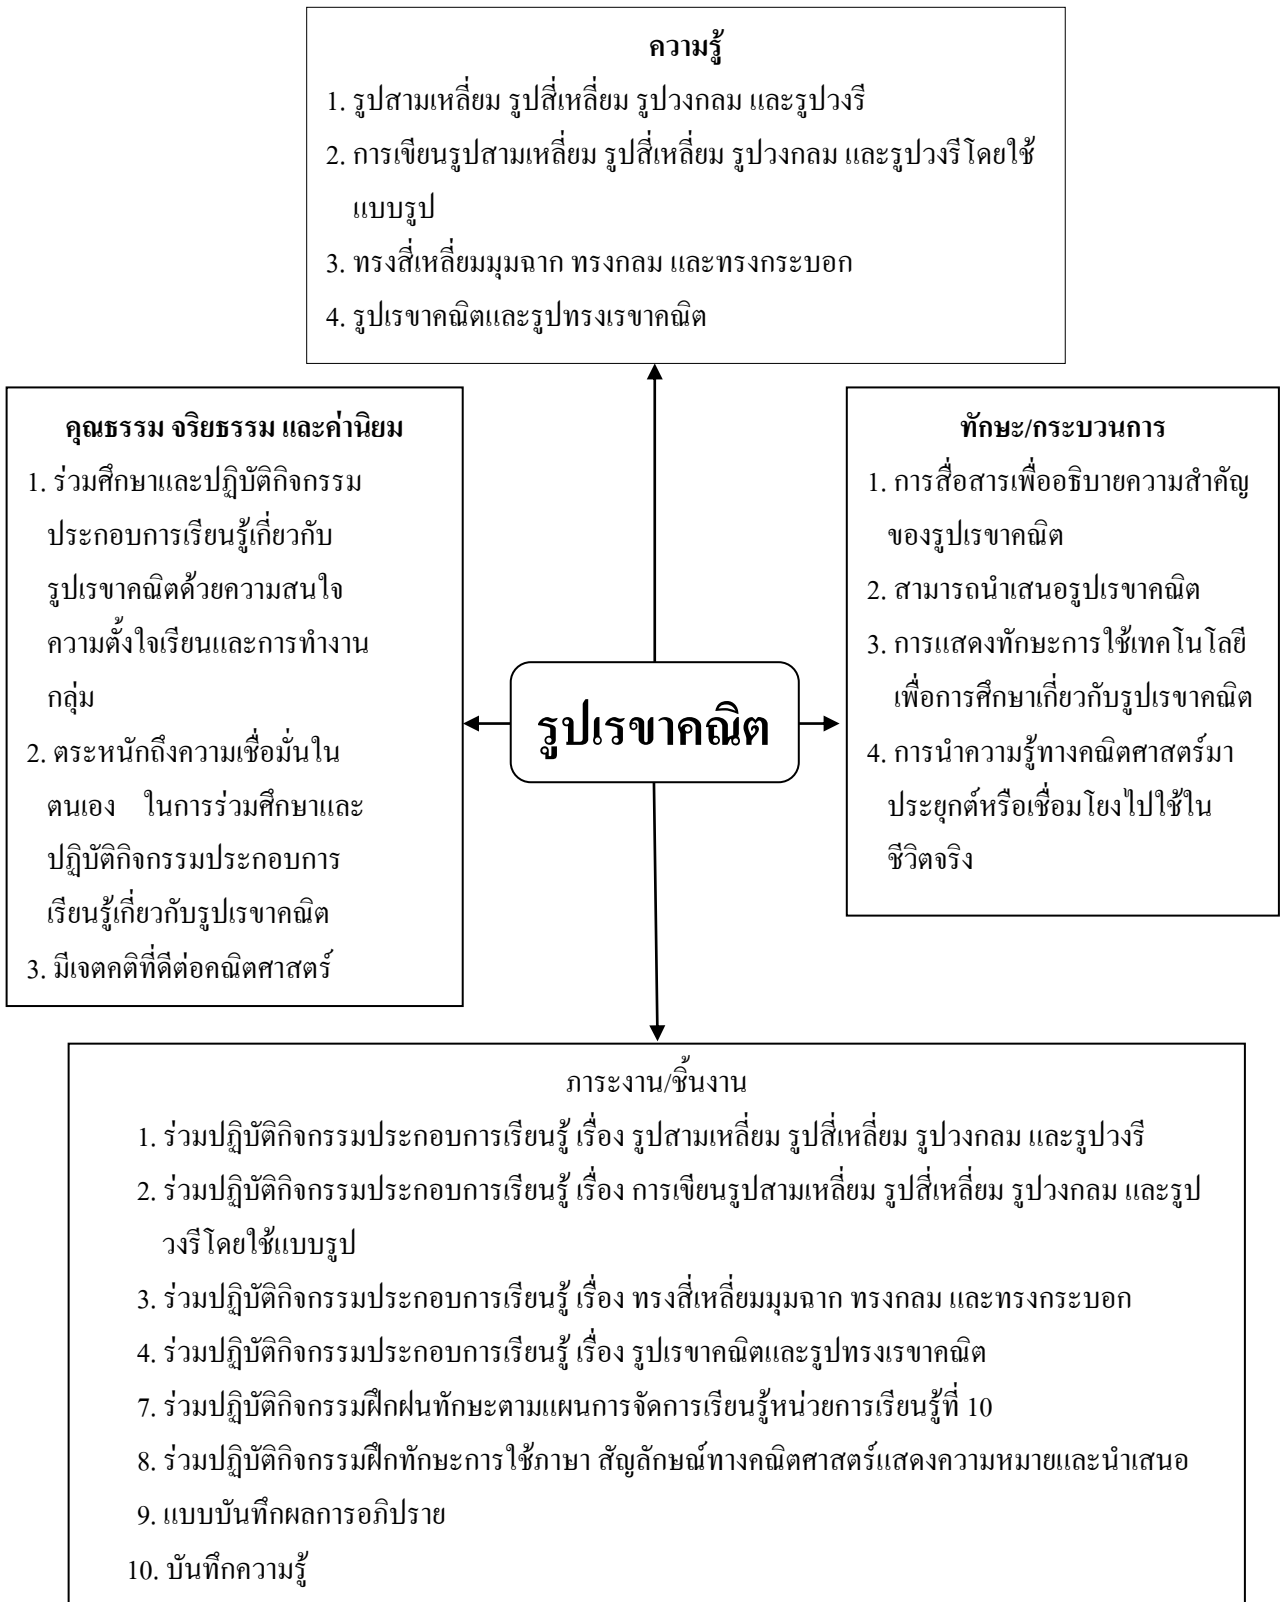 ความรู้
1. รูปสามเหลี่ยม รูปสี่เหลี่ยม รูปวงกลม และรูปวงรี
2. การเขียนรูปสามเหลี่ยม รูปสี่เหลี่ยม รูปวงกลม และรูปวงรีโดยใช้
แบบรูป
3. ทรงสี่เหลี่ยมมุมฉาก ทรงกลม และทรงกระบอก
4. รูปเรขาคณิตและรูปทรงเรขาคณิต
คุณธรรม จริยธรรม และค่านิยม
1. ร่วมศึกษาและปฏิบัติกิจกรรม
ประกอบการเรียนรู้เกี่ยวกับ
รูปเรขาคณิตด้วยความสนใจ
ความตั้งใจเรียนและการทำงาน
กลุ่ม
2. ตระหนักถึงความเชื่อมั่นใน
ตนเอง ในการร่วมศึกษาและ
ปฏิบัติกิจกรรมประกอบการ
เรียนรู้เกี่ยวกับรูปเรขาคณิต
3. มีเจตคติที่ดีต่อคณิตศาสตร์
รูปเรขาคณิต
ทักษะ/กระบวนการ
1. การสื่อสารเพื่ออธิบายความสำคัญ
ของรูปเรขาคณิต
2. สามารถนำเสนอรูปเรขาคณิต
3. การแสดงทักษะการใช้เทคโนโลยี
เพื่อการศึกษาเกี่ยวกับรูปเรขาคณิต
4. การนำความรู้ทางคณิตศาสตร์มา
ประยุกต์หรือเชื่อมโยงไปใช้ใน
ชีวิตจริง
ภาระงาน/ชิ้นงาน
1. ร่วมปฏิบัติกิจกรรมประกอบการเรียนรู้ เรื่อง รูปสามเหลี่ยม รูปสี่เหลี่ยม รูปวงกลม และรูปวงรี
2. ร่วมปฏิบัติกิจกรรมประกอบการเรียนรู้ เรื่อง การเขียนรูปสามเหลี่ยม รูปสี่เหลี่ยม รูปวงกลม และรูป
วงรีโดยใช้แบบรูป
3. ร่วมปฏิบัติกิจกรรมประกอบการเรียนรู้ เรื่อง ทรงสี่เหลี่ยมมุมฉาก ทรงกลม และทรงกระบอก
4. ร่วมปฏิบัติกิจกรรมประกอบการเรียนรู้ เรื่อง รูปเรขาคณิตและรูปทรงเรขาคณิต
7. ร่วมปฏิบัติกิจกรรมฝึกฝนทักษะตามแผนการจัดการเรียนรู้หน่วยการเรียนรู้ที่ 10
8. ร่วมปฏิบัติกิจกรรมฝึกทักษะการใช้ภาษา สัญลักษณ์ทางคณิตศาสตร์แสดงความหมายและนำเสนอ
9. แบบบันทึกผลการอภิปราย
10. บันทึกความรู้